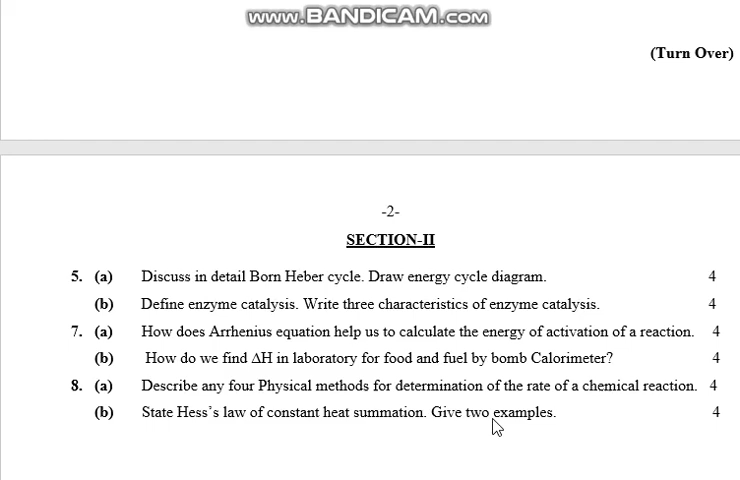 www.BANDICAM.COM
(Turn Over)
-2-
SECTION-II
5. (a) Discuss in detail Born Heber cycle. Draw energy cycle diagram. 4
(b) Define enzyme catalysis. Write three characteristics of enzyme catalysis. 4
7. (a) How does Arrhenius equation help us to calculate the energy of activation of a reaction. 4
(b) How do we find ΔH in laboratory for food and fuel by bomb Calorimeter? 4
8. (a) Describe any four Physical methods for determination of the rate of a chemical reaction. 4
(b) State Hess's law of constant heat summation. Give two examples. 4